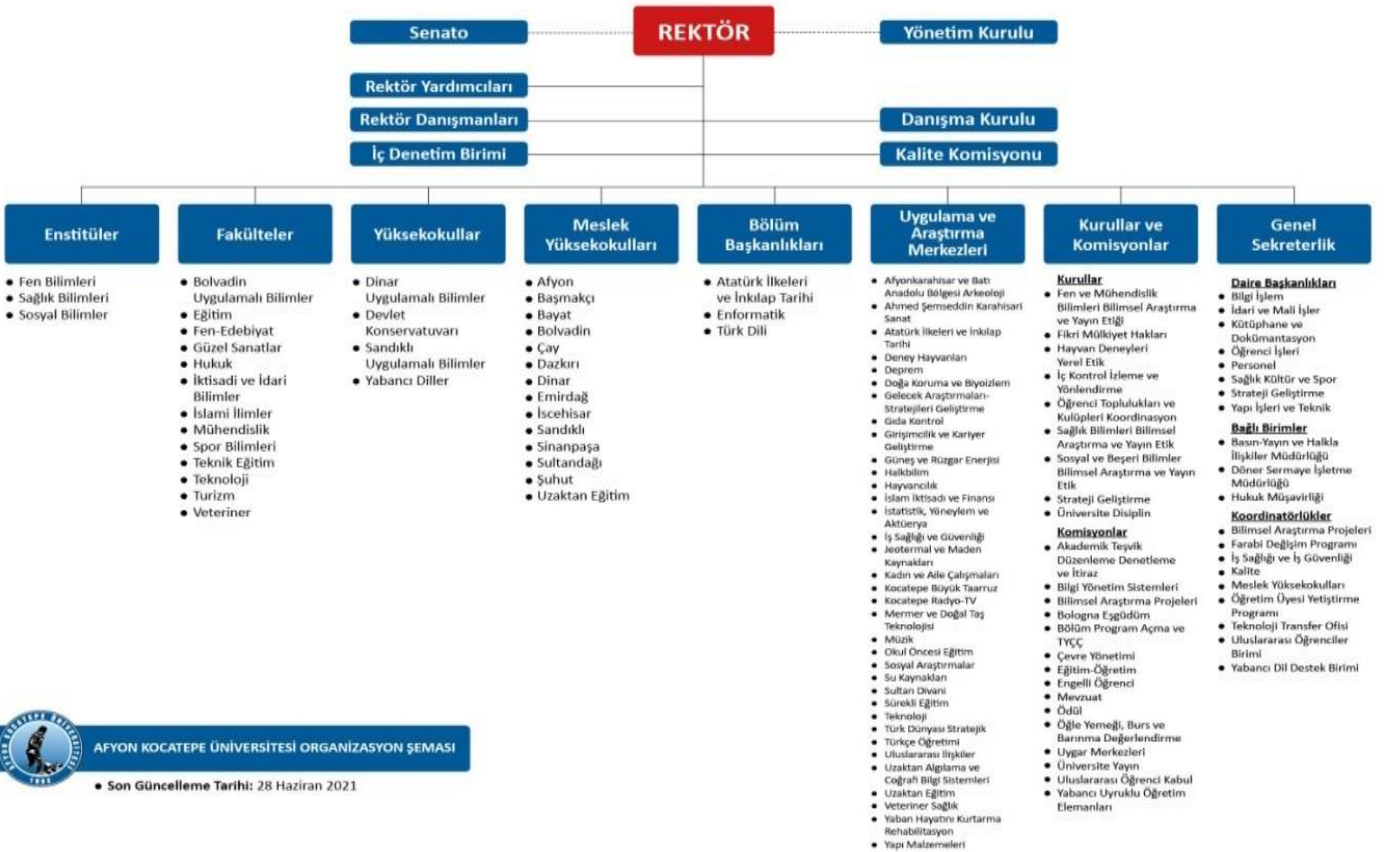 Senato
REKTÖR
Yönetim Kurulu
Rektör Yardımcıları
Rektör Danışmanları
Danışma Kurulu
İç Denetim Birimi
Kalite Komisyonu
Enstitüler
● Fen Bilimleri
● Sağlık Bilimleri
● Sosyal Bilimler
Fakülteler
● Bolvadin
Uygulamalı Bilimler
● Eğitim
● Fen-Edebiyat
● Güzel Sanatlar
● Hukuk
● İktisadi ve İdari
Bilimler
● İslami İlimler
● Mühendislik
● Spor Bilimleri
● Teknik Eğitim
● Teknoloji
● Turizm
● Veteriner
Yüksekokullar
● Dinar
Uygulamalı Bilimler
● Devlet
Konservatuvarı
● Sandıklı
Uygulamalı Bilimler
● Yabancı Diller
Meslek
Yüksekokulları
● Afyon
● Başmakçı
● Bayat
● Bolvadin
● Çay
● Dazkırı
● Dinar
● Emirdağ
● İscehisar
● Sandıklı
● Sinanpaşa
● Sultandağı
● Şuhut
● Uzaktan Eğitim
Bölüm
Başkanlıkları
● Atatürk İlkeleri
ve İnkılap Tarihi
● Enformatik
● Türk Dili
Uygulama ve
Araştırma
Merkezleri
● Afyonkarahisar ve Batı
Anadolu Bölgesi Arkeoloji
● Ahmed Şemseddin Karahisari
Sanat
● Atatürk İlkeleri ve İnkılap
Tarihi
● Deney Hayvanları
● Deprem
● Doğa Koruma ve Biyoizlem
● Gelecek Araştırmaları-
Stratejileri Geliştirme
● Gıda Kontrol
● Girişimcilik ve Kariyer
Geliştirme
● Güneş ve Rüzgar Enerjisi
● Halkbilim
● Hayvancılık
● İslam İktisadı ve Finansı
● İstatistik, Yöneylem ve
Aktüerya
● İş Sağlığı ve Güvenliği
● Jeotermal ve Maden
Kaynakları
● Kadın ve Aile Çalışmaları
● Kocatepe Büyük Taarruz
● Kocatepe Radyo-TV
● Mermer ve Doğal Taş
Teknolojisi
● Müzik
● Okul Öncesi Eğitim
● Sosyal Araştırmalar
● Su Kaynakları
● Sultan Divani
● Sürekli Eğitim
● Teknoloji
● Türk Dünyası Stratejik
● Türkçe Öğretimi
● Uluslararası İlişkiler
● Uzaktan Algılama ve
Coğrafi Bilgi Sistemleri
● Uzaktan Eğitim
● Veteriner Sağlık
● Yaban Hayatını Kurtarma
Rehabilitasyon
● Yapı Malzemeleri
Kurullar ve
Komisyonlar
Kurullar
● Fen ve Mühendislik
Bilimleri Bilimsel Araştırma
ve Yayın Etiği
● Fikri Mülkiyet Hakları
● Hayvan Deneyleri
Yerel Etik
● İç Kontrol İzleme ve
Yönlendirme
● Öğrenci Toplulukları ve
Kulüpleri Koordinasyon
● Sağlık Bilimleri Bilimsel
Araştırma ve Yayın Etik
● Sosyal ve Beşeri Bilimler
Bilimsel Araştırma ve Yayın
Etik
● Strateji Geliştirme
● Üniversite Disiplin
Komisyonlar
● Akademik Teşvik
Düzenleme Denetleme
ve İtiraz
● Bilgi Yönetim Sistemleri
● Bilimsel Araştırma Projeleri
● Bologna Eşgüdüm
● Bölüm Program Açma ve
TYÇÇ
● Çevre Yönetimi
● Eğitim-Öğretim
● Engelli Öğrenci
● Mevzuat
● Ödül
● Öğle Yemeği, Burs ve
Barınma Değerlendirme
● Uygar Merkezleri
● Üniversite Yayın
● Uluslararası Öğrenci Kabul
● Yabancı Uyruklu Öğretim
Elemanları
Genel
Sekreterlik
Daire Başkanlıkları
● Bilgi İşlem
● İdari ve Mali İşler
● Kütüphane ve
Dokümantasyon
● Öğrenci İşleri
● Personel
● Sağlık Kültür ve Spor
● Strateji Geliştirme
● Yapı İşleri ve Teknik
Bağlı Birimler
● Basın-Yayın ve Halkla
İlişkiler Müdürlüğü
● Döner Sermaye İşletme
Müdürlüğü
● Hukuk Müşavirliği
Koordinatörlükler
● Bilimsel Araştırma Projeleri
● Farabi Değişim Programı
● İş Sağlığı ve İş Güvenliği
● Kalite
● Meslek Yüksekokulları
● Öğretim Üyesi Yetiştirme
Programı
● Teknoloji Transfer Ofisi
● Uluslararası Öğrenciler
Birimi
● Yabancı Dil Destek Birimi
AFYON KOCATEPE ÜNİVERSİTESİ
1992
AFYON KOCATEPE ÜNİVERSİTESİ ORGANİZASYON ŞEMASI
● Son Güncelleme Tarihi: 28 Haziran 2021